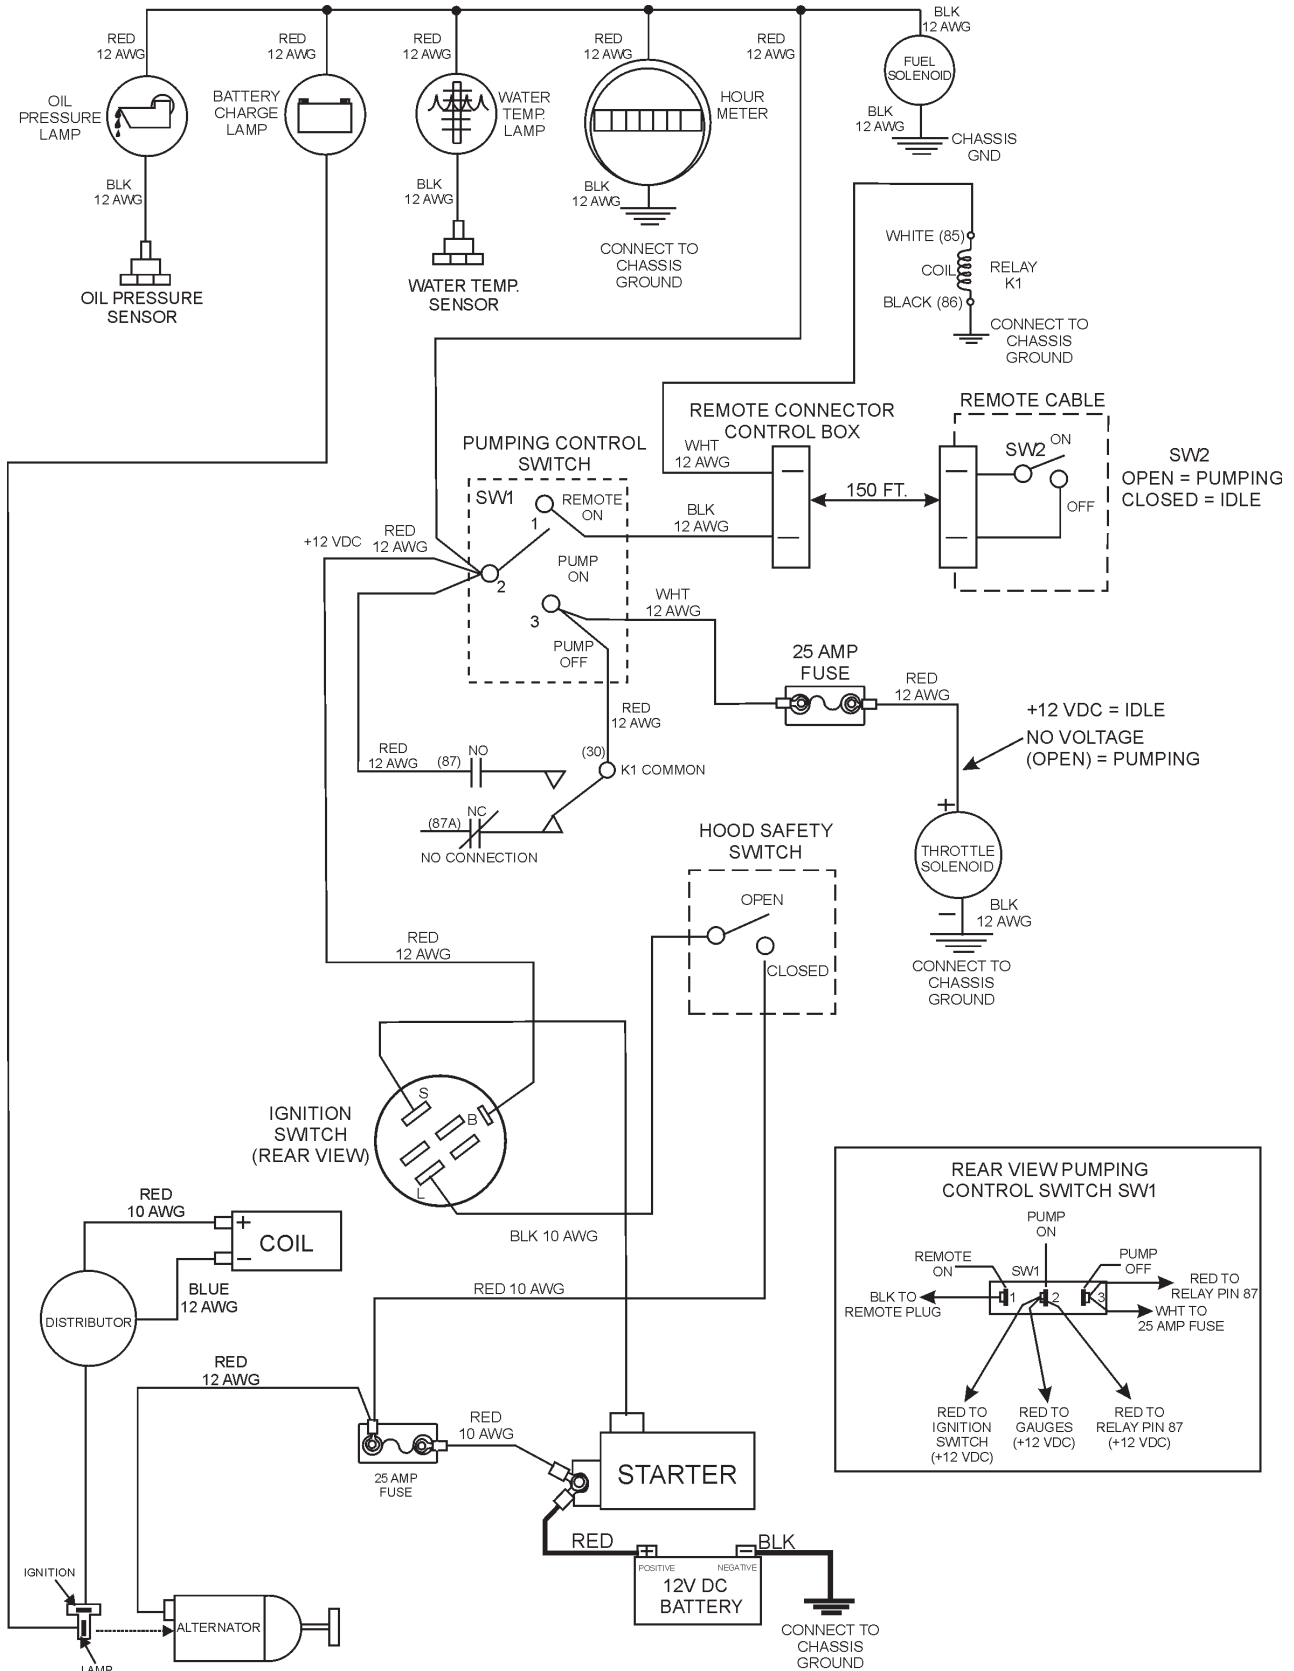 BLK
12 AWG
RED
12 AWG
RED
12 AWG
RED
12 AWG
RED
12 AWG
RED
12 AWG
FUEL
SOLENOID
OIL
PRESSURE
LAMP
BATTERY
CHARGE
LAMP
WATER
TEMP.
LAMP
HOUR
METER
BLK
12 AWG
CHASSIS
GND
BLK
12 AWG
BLK
12 AWG
BLK
12 AWG
OIL PRESSURE
SENSOR
WATER TEMP.
SENSOR
CONNECT TO
CHASSIS
GROUND
WHITE (85)
COIL
RELAY
K1
BLACK (86)
CONNECT TO
CHASSIS
GROUND
REMOTE CABLE
REMOTE CONNECTOR
CONTROL BOX
PUMPING CONTROL
SWITCH
WHT
12 AWG
SW2
ON
OFF
SW2
OPEN = PUMPING
CLOSED = IDLE
150 FT.
SW1
REMOTE
ON
1
BLK
12 AWG
+12 VDC
RED
12 AWG
PUMP
ON
2
3
PUMP
OFF
WHT
12 AWG
25 AMP
FUSE
RED
12 AWG
+12 VDC = IDLE
NO VOLTAGE
(OPEN) = PUMPING
RED
12 AWG
RED
12 AWG
(87)
NO
(30)
K1 COMMON
(87A)
NC
NO CONNECTION
HOOD SAFETY
SWITCH
OPEN
CLOSED
+
THROTTLE
SOLENOID
−
BLK
12 AWG
CONNECT TO
CHASSIS
GROUND
RED
12 AWG
IGNITION
SWITCH
(REAR VIEW)
S
B
L
BLK 10 AWG
RED
10 AWG
+
−
COIL
BLUE
12 AWG
DISTRIBUTOR
RED 10 AWG
RED
12 AWG
RED
10 AWG
25 AMP
FUSE
STARTER
RED
+
−
BLK
POSITIVE
NEGATIVE
12V DC
BATTERY
CONNECT TO
CHASSIS
GROUND
IGNITION
ALTERNATOR
LAMP
REAR VIEW PUMPING
CONTROL SWITCH SW1
PUMP
ON
REMOTE
ON
SW1
PUMP
OFF
1
2
3
BLK TO
REMOTE PLUG
RED TO
RELAY PIN 87
WHT TO
25 AMP FUSE
RED TO
IGNITION
SWITCH
(+12 VDC)
RED TO
GAUGES
(+12 VDC)
RED TO
RELAY PIN 87
(+12 VDC)